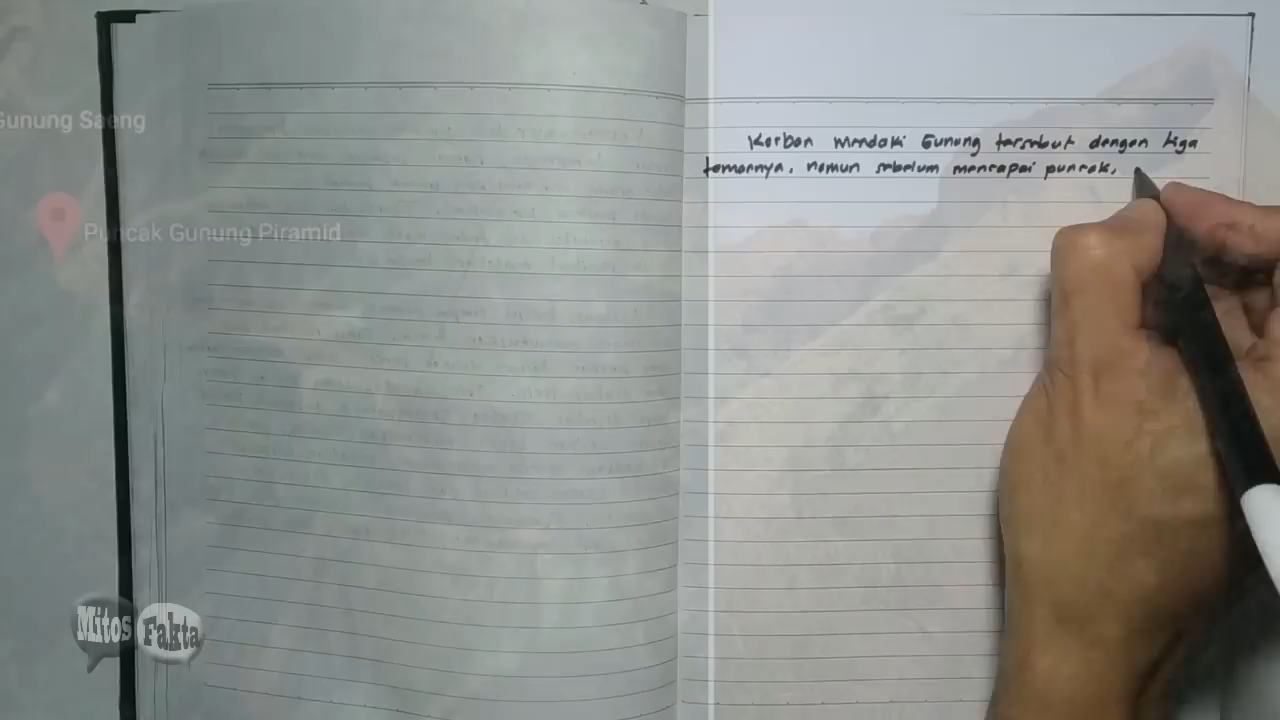 Gunung Saeng
Puncak Gunung Piramid
Korban mendaki Gunung tersebut dengan tiga
temannya. namun sebelum mencapai puncak.
Mitos Fakta